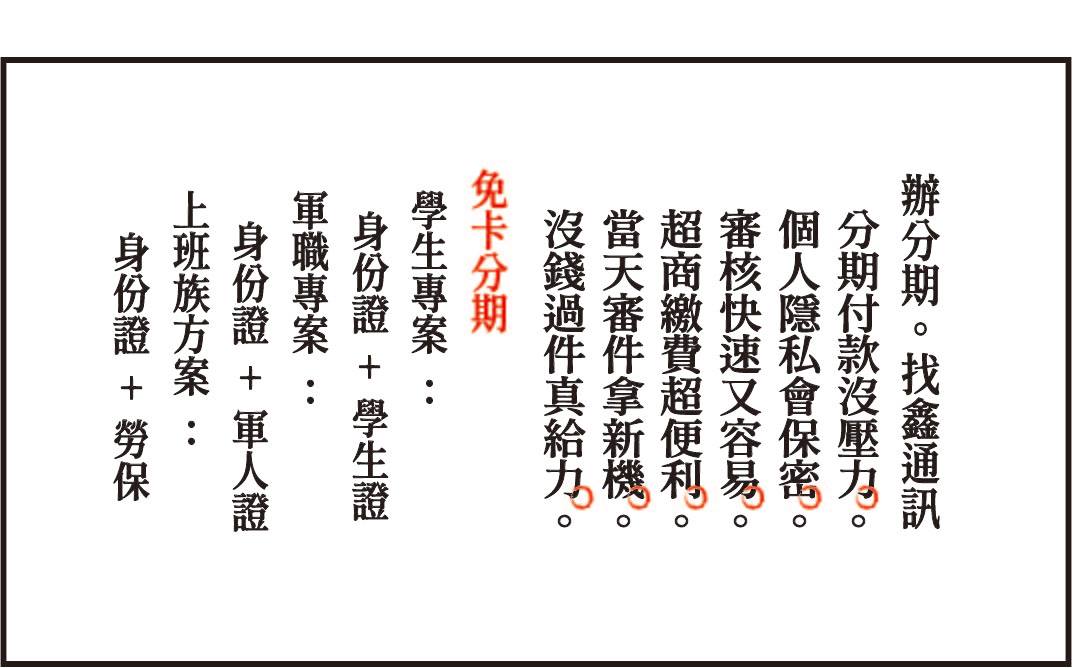 辦分期。找鑫通訊
分期付款沒壓力。
個人隱私會保密。
審核快速又容易。
超商繳費超便利。
當天審件拿新機。
沒錢過件真給力。
免卡分期
學生專案：
身份證+學生證
軍職專案：
身份證+軍人證
上班族方案：
身份證+勞保